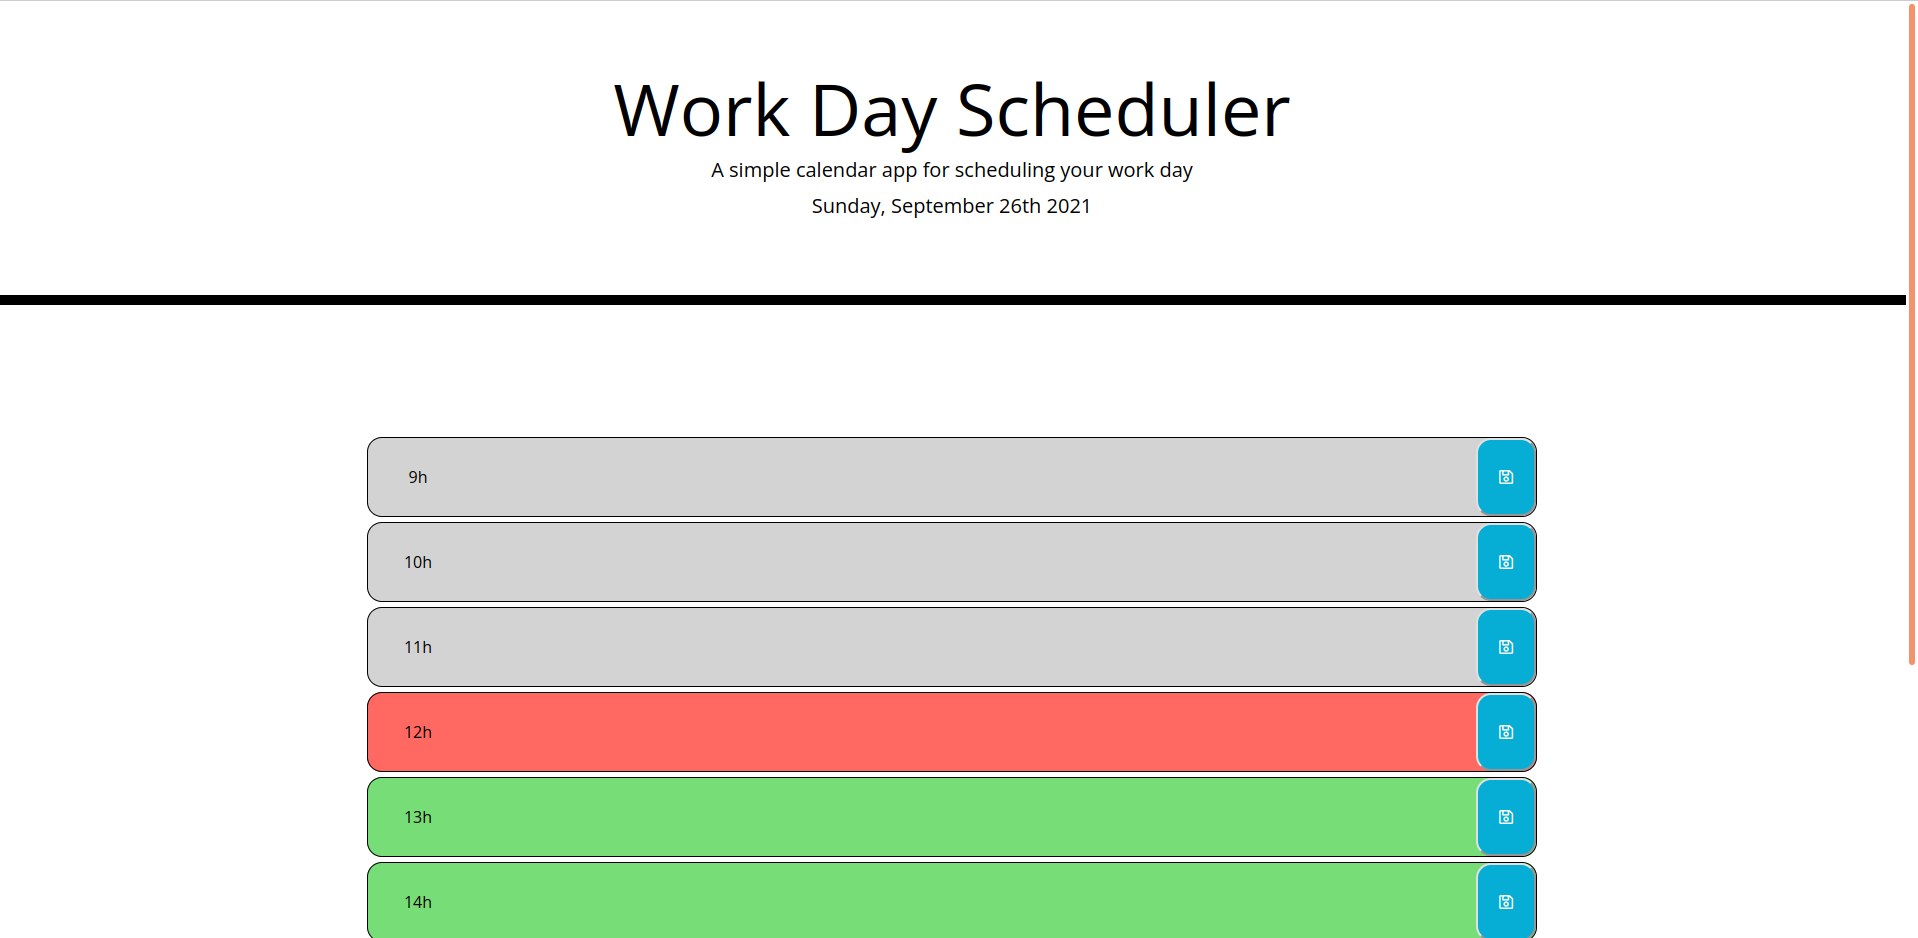 Work Day Scheduler
A simple calendar app for scheduling your work day
Sunday, September 26th 2021
9h
10h
11h
12h
13h
14h